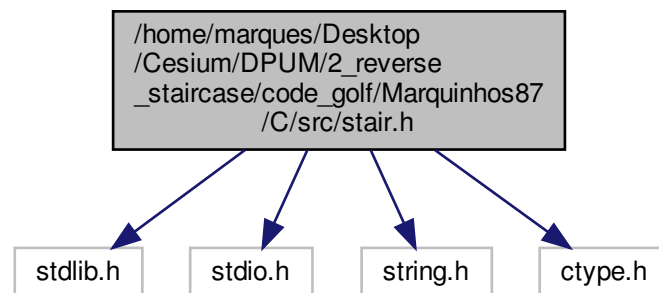 /home/marques/Desktop
/Cesium/DPUM/2_reverse
_staircase/code_golf/Marquinhos87
/C/src/stair.h
stdlib.h
stdio.h
string.h
ctype.h